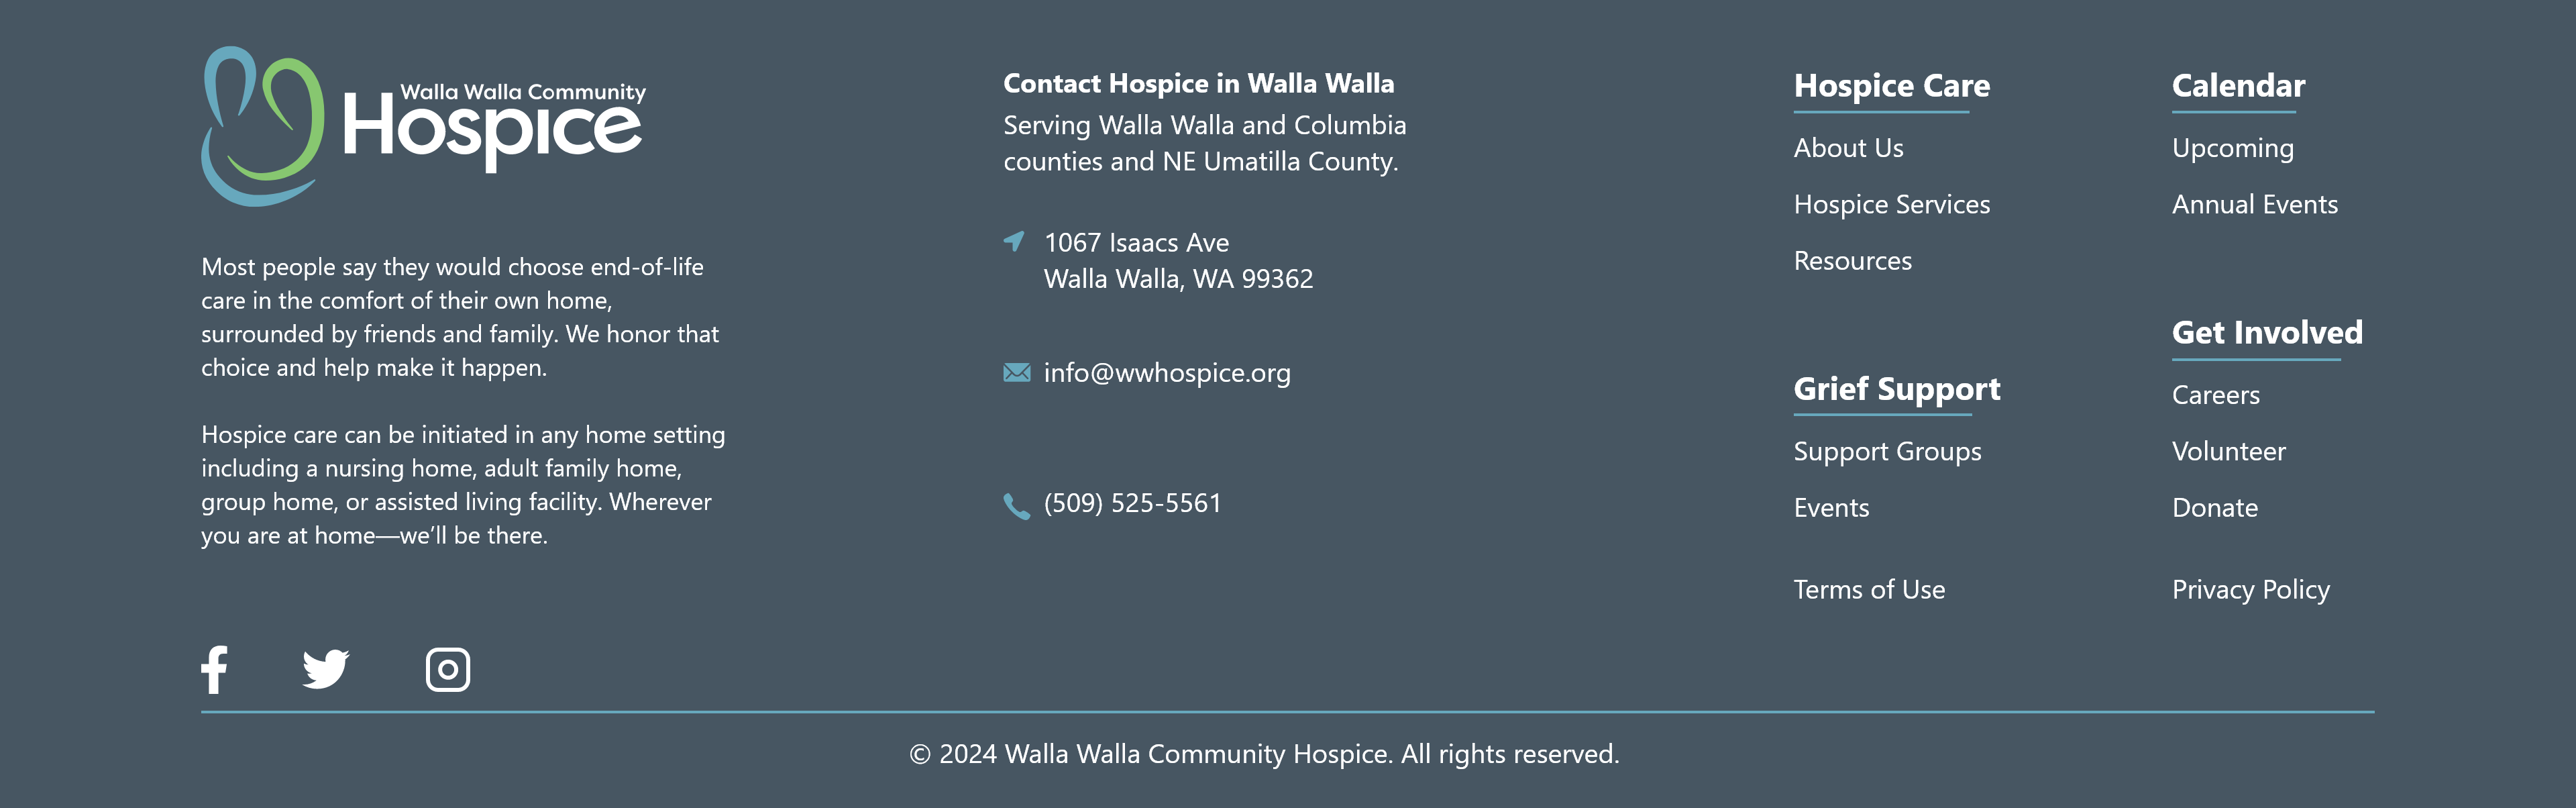 Walla Walla Community
Hospice
Most people say they would choose end-of-life
care in the comfort of their own home,
surrounded by friends and family. We honor that
choice and help make it happen.
Hospice care can be initiated in any home setting
including a nursing home, adult family home,
group home, or assisted living facility. Wherever
you are at home—we’ll be there.
Contact Hospice in Walla Walla
Serving Walla Walla and Columbia
counties and NE Umatilla County.
1067 Isaacs Ave
Walla Walla, WA 99362
info@wwhospice.org
(509) 525-5561
Hospice Care
About Us
Hospice Services
Resources
Grief Support
Support Groups
Events
Terms of Use
Calendar
Upcoming
Annual Events
Get Involved
Careers
Volunteer
Donate
Privacy Policy
© 2024 Walla Walla Community Hospice. All rights reserved.